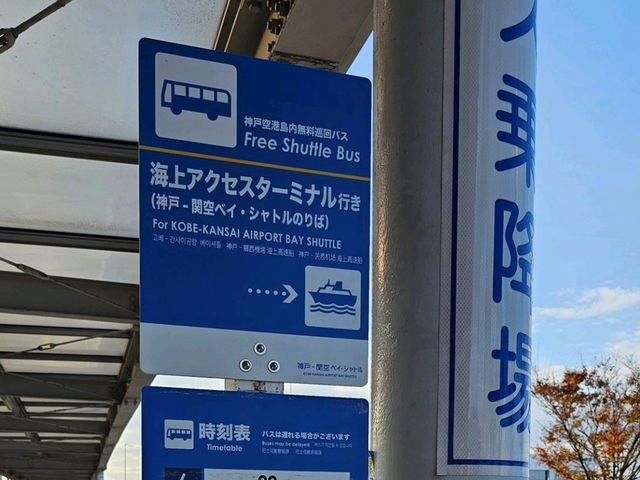 神戸空港島内無料巡回バス
Free Shuttle Bus
海上アクセスターミナル行き
(神戸-関空ベイ・シャトルのりば)
For KOBE-KANSAI AIRPORT BAY SHUTTLE
고베-간사이공항 베이셔틀 神戸-關西機場 海上高速船 神户-关西机场 海上高速船
神戸-関空 ベイ・シャトル
KOBE-KANSAI AIRPORT BAY SHUTTLE
時刻表
Timetable
バスは遅れる場合がございます
Buses may be delayed
乗降場